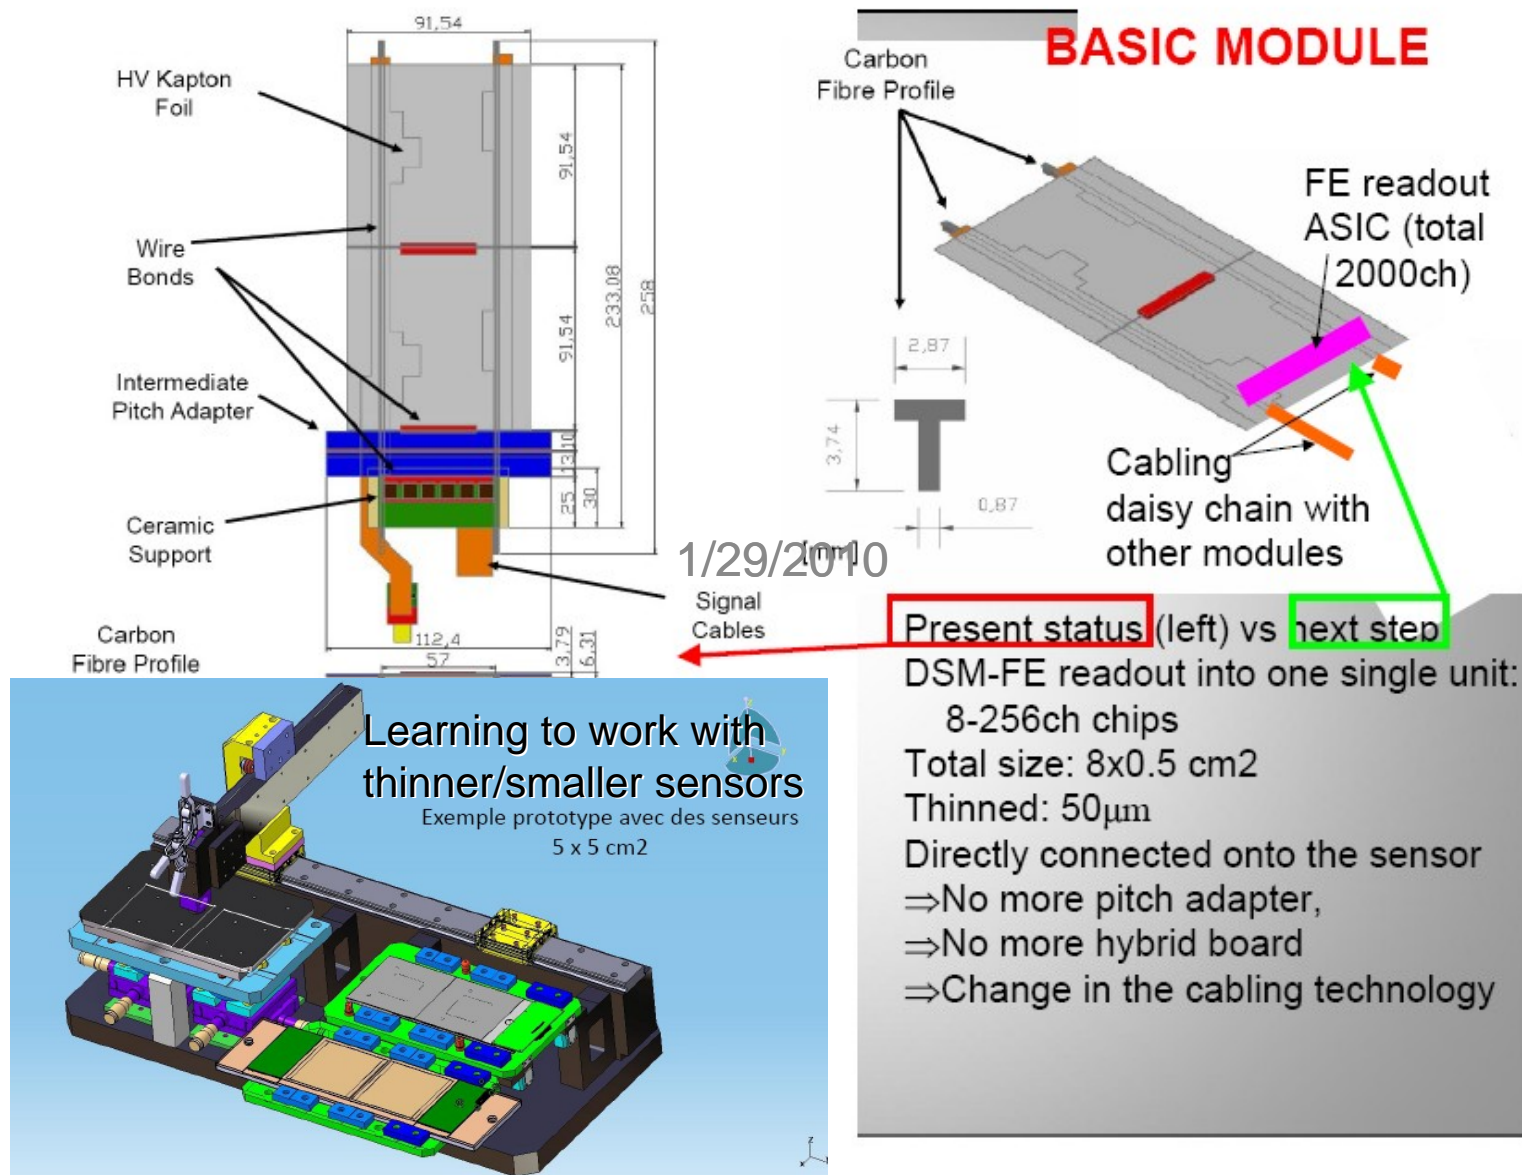 91,54
HV Kapton
Foil
91,54
Wire
Bonds
91,54
233,08
258
Intermediate
Pitch Adapter
10
13
25
30
Ceramic
Support
Signal
Cables
112,4
57
3,79
6,31
Carbon
Fibre Profile
BASIC MODULE
Carbon
Fibre Profile
FE readout
ASIC (total
2000ch)
2,87
3,74
0,87
[mm]
Cabling
daisy chain with
other modules
1/29/2010
Present status (left) vs next step
DSM-FE readout into one single unit:
8-256ch chips
Total size: 8x0.5 cm2
Thinned: 50μm
Directly connected onto the sensor
⇒No more pitch adapter,
⇒No more hybrid board
⇒Change in the cabling technology
Learning to work with
thinner/smaller sensors
Exemple prototype avec des senseurs
5 x 5 cm2
z
x